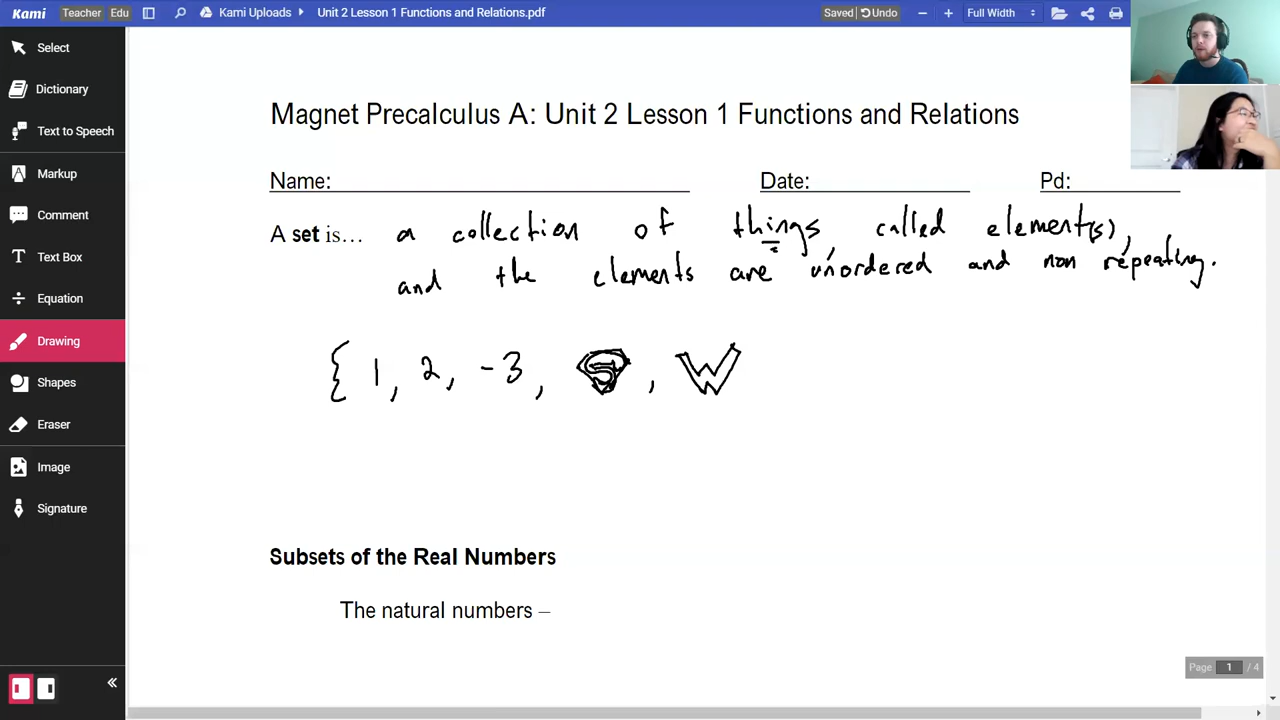 Kami Teacher Edu Kami Uploads Unit 2 Lesson 1 Functions and Relations.pdf Saved Undo Full Width
Select
Dictionary
Text to Speech
Markup
Comment
Text Box
Equation
Drawing
Shapes
Eraser
Image
Signature
Magnet Precalculus A: Unit 2 Lesson 1 Functions and Relations
Name: Date: Pd:
A set is… a collection of things called element(s),
and the elements are unordered and non repeating.
{ 1, 2, -3, S, W
Subsets of the Real Numbers
The natural numbers –
Page 1 / 4